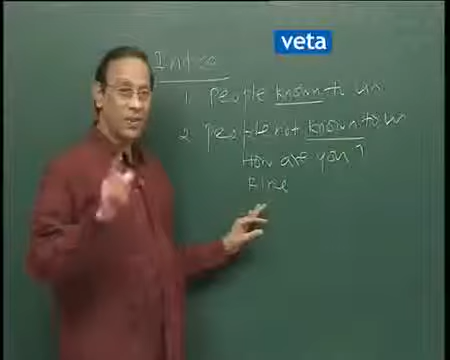 veta
Intro
1. People known to us.
2. People not known to us
How are you?
Fine